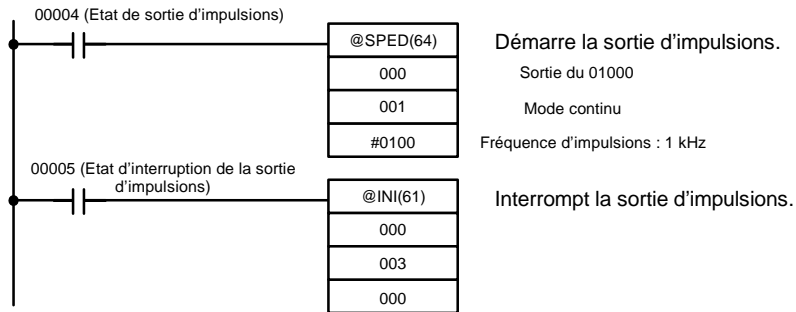 00004 (Etat de sortie d’impulsions)
@SPED(64)
Démarre la sortie d’impulsions.
000
Sortie du 01000
001
Mode continu
#0100
Fréquence d’impulsions : 1 kHz
00005 (Etat d’interruption de la sortie
d’impulsions)
@INI(61)
Interrompt la sortie d’impulsions.
000
003
000